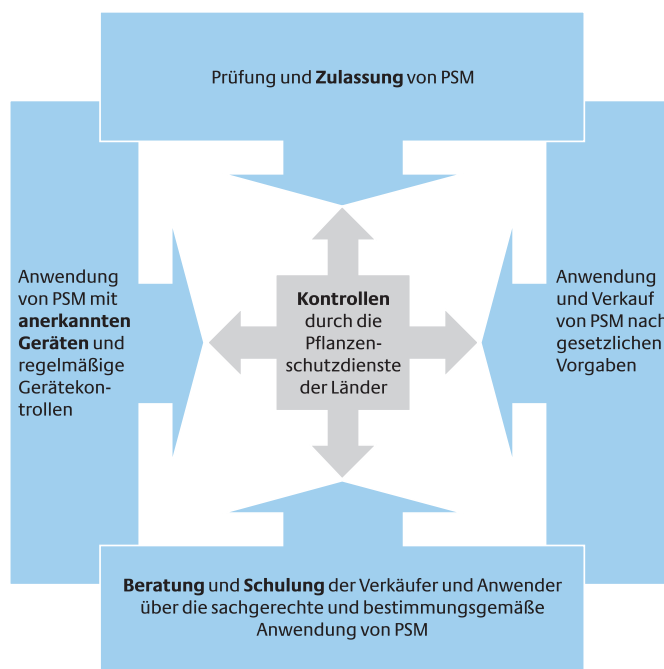 Prüfung und Zulassung von PSM
Anwendung
von PSM mit
anerkannten
Geräten und
regelmäßige
Gerätekon-
trollen
Kontrollen
durch die
Pflanzen-
schutzdienste
der Länder
Anwendung
und Verkauf
von PSM nach
gesetzlichen
Vorgaben
Beratung und Schulung der Verkäufer und Anwender
über die sachgerechte und bestimmungsgemäße
Anwendung von PSM